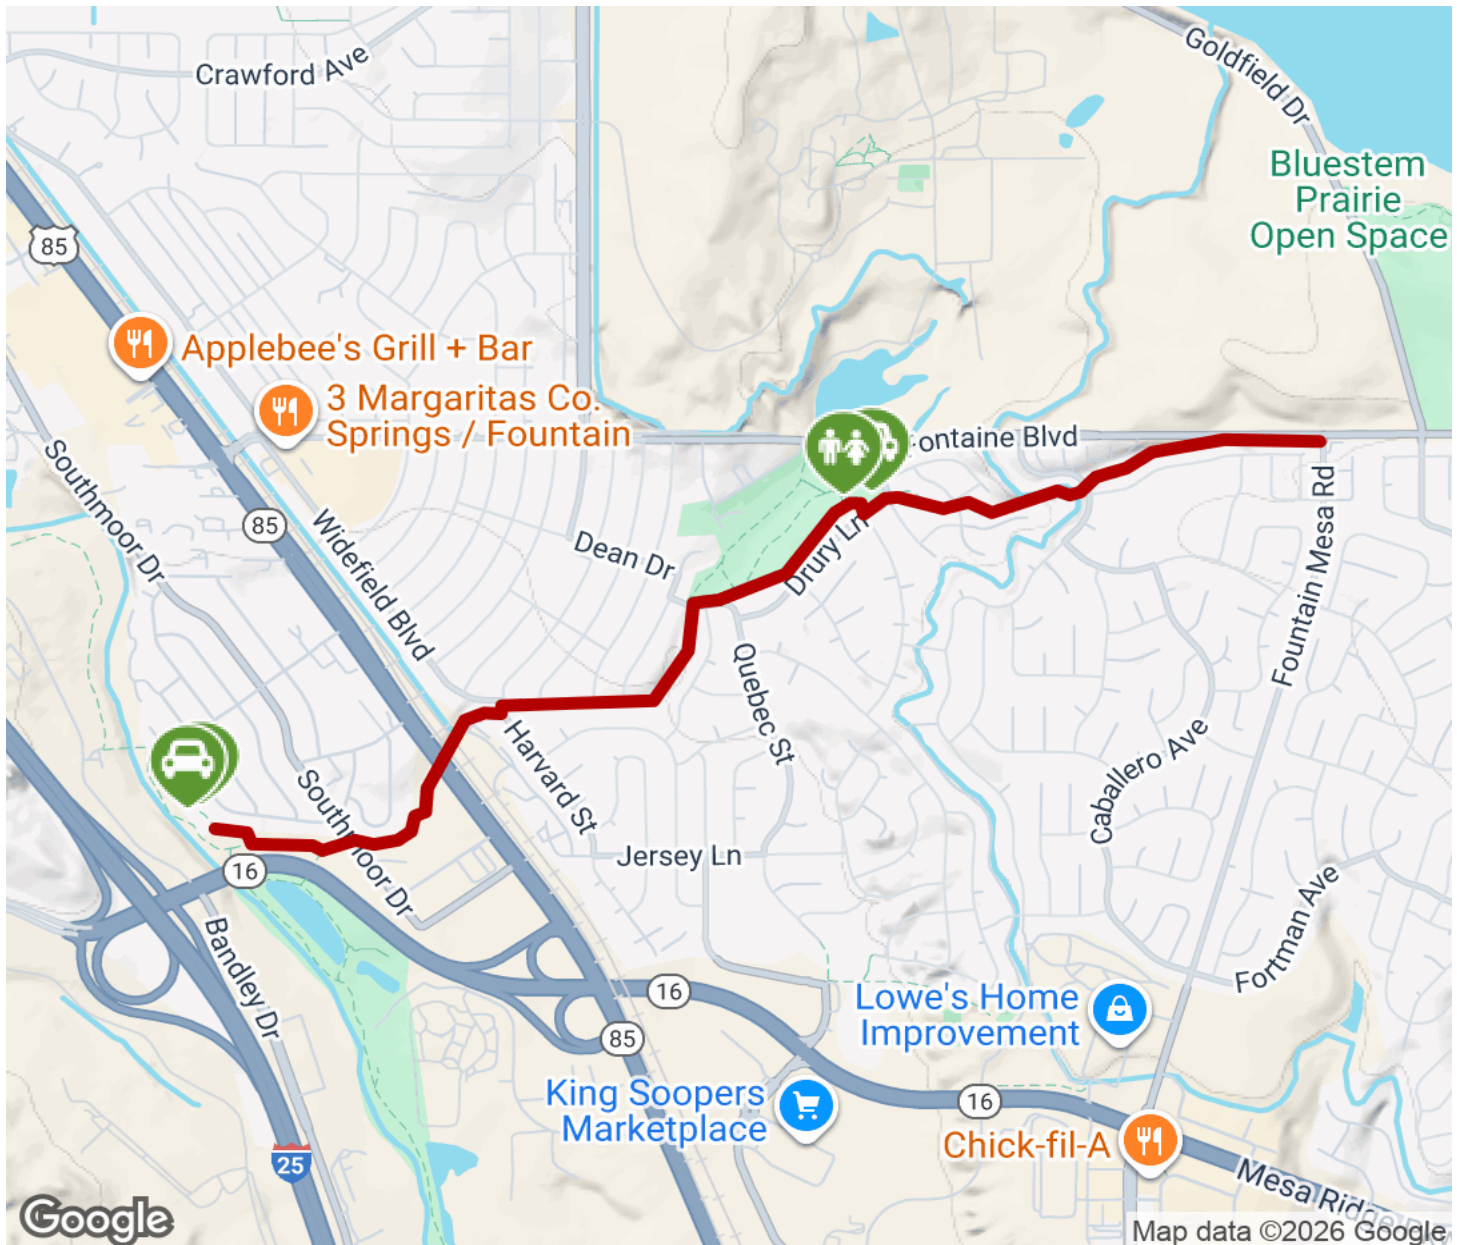 Crawford Ave
Goldfield Dr
Bluestem
Prairie
Open Space
85
Applebee's Grill + Bar
3 Margaritas Co.
Springs / Fountain
ontaine Blvd
Southmoor Dr
85
Widefield Blvd
Dean Dr
Drury Ln
Fountain Mesa Rd
Quebec St
Harvard St
Caballero Ave
Southmoor Dr
Jersey Ln
16
Bandley Dr
Fortman Ave
16
85
Lowe's Home
Improvement
King Soopers
Marketplace
16
Chick-fil-A
25
Mesa Ridge
Google
Map data ©2026 Google